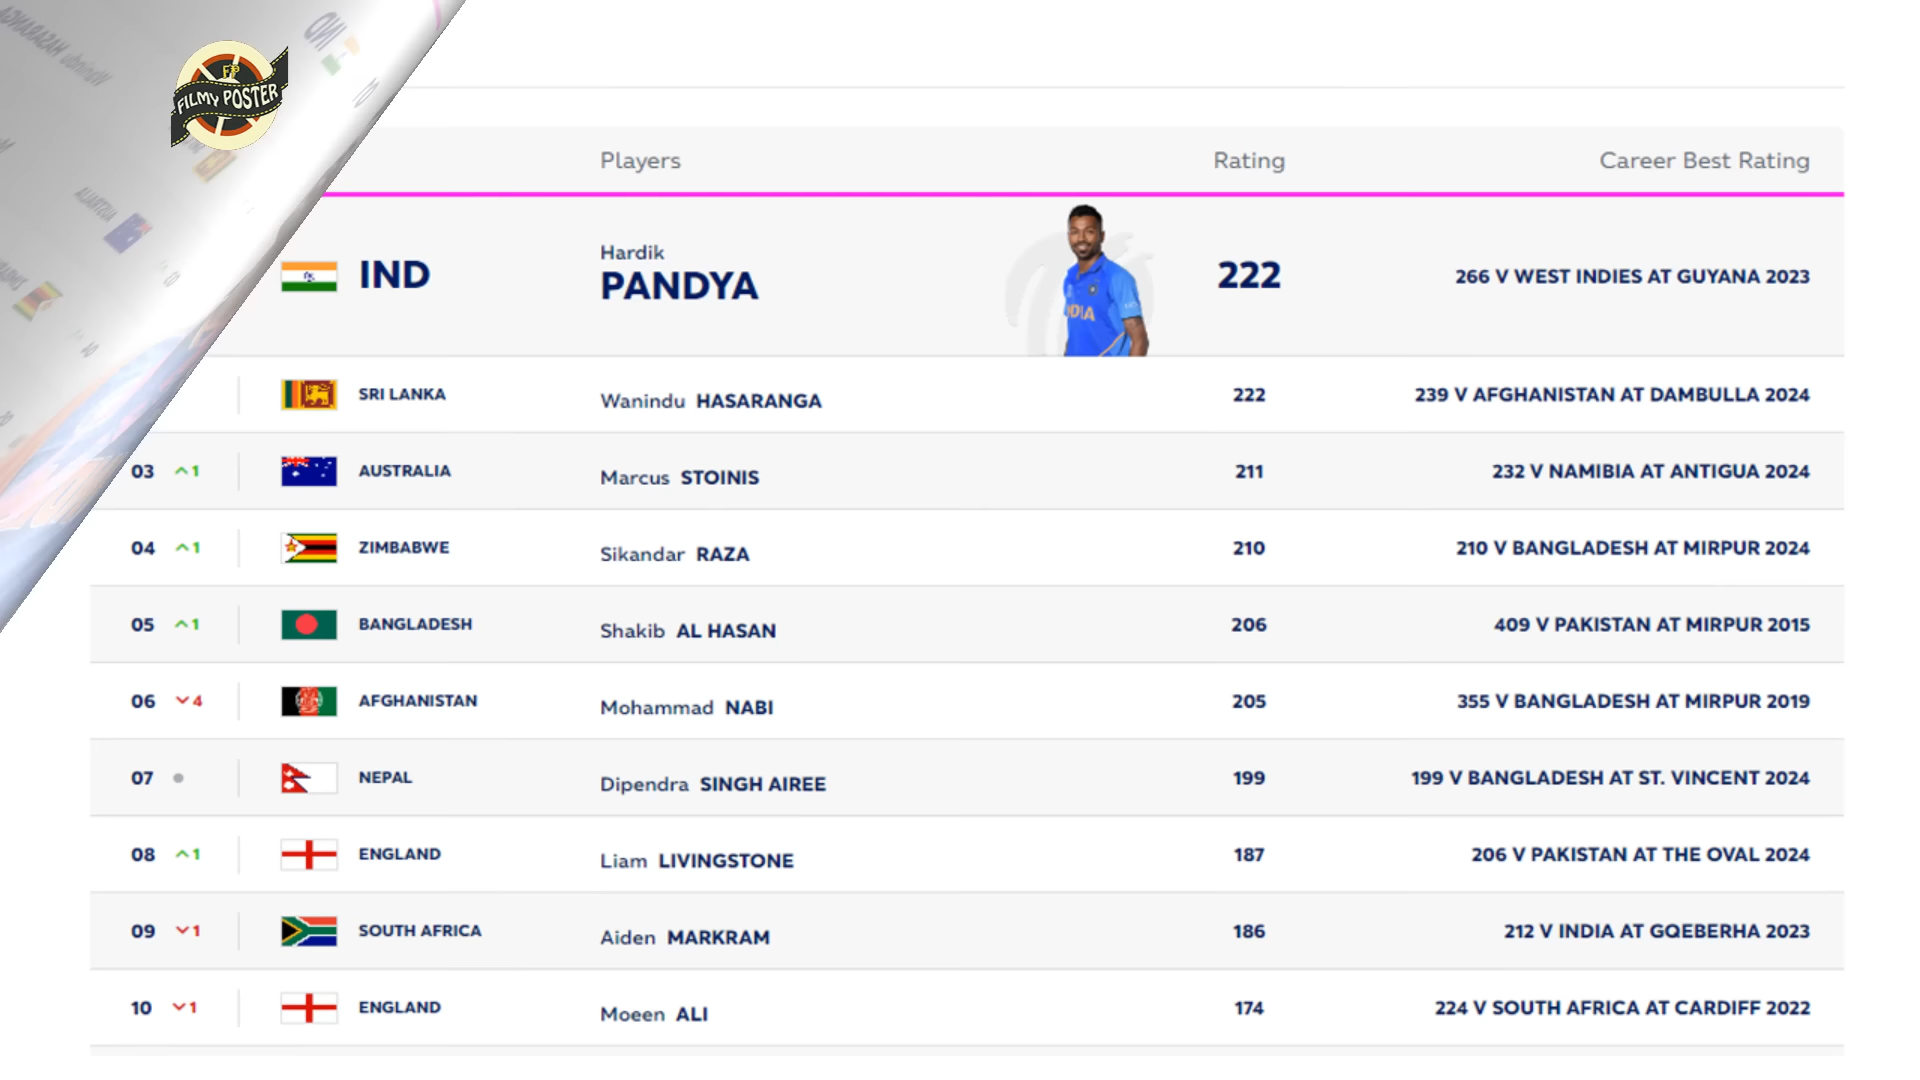 FP
FILMY POSTER
Players Rating Career Best Rating
IND Hardik PANDYA 222 266 V WEST INDIES AT GUYANA 2023
SRI LANKA Wanindu HASARANGA 222 239 V AFGHANISTAN AT DAMBULLA 2024
03 1 AUSTRALIA Marcus STOINIS 211 232 V NAMIBIA AT ANTIGUA 2024
04 1 ZIMBABWE Sikandar RAZA 210 210 V BANGLADESH AT MIRPUR 2024
05 1 BANGLADESH Shakib AL HASAN 206 409 V PAKISTAN AT MIRPUR 2015
06 4 AFGHANISTAN Mohammad NABI 205 355 V BANGLADESH AT MIRPUR 2019
07 NEPAL Dipendra SINGH AIREE 199 199 V BANGLADESH AT ST. VINCENT 2024
08 1 ENGLAND Liam LIVINGSTONE 187 206 V PAKISTAN AT THE OVAL 2024
09 1 SOUTH AFRICA Aiden MARKRAM 186 212 V INDIA AT GQEBERHA 2023
10 1 ENGLAND Moeen ALI 174 224 V SOUTH AFRICA AT CARDIFF 2022